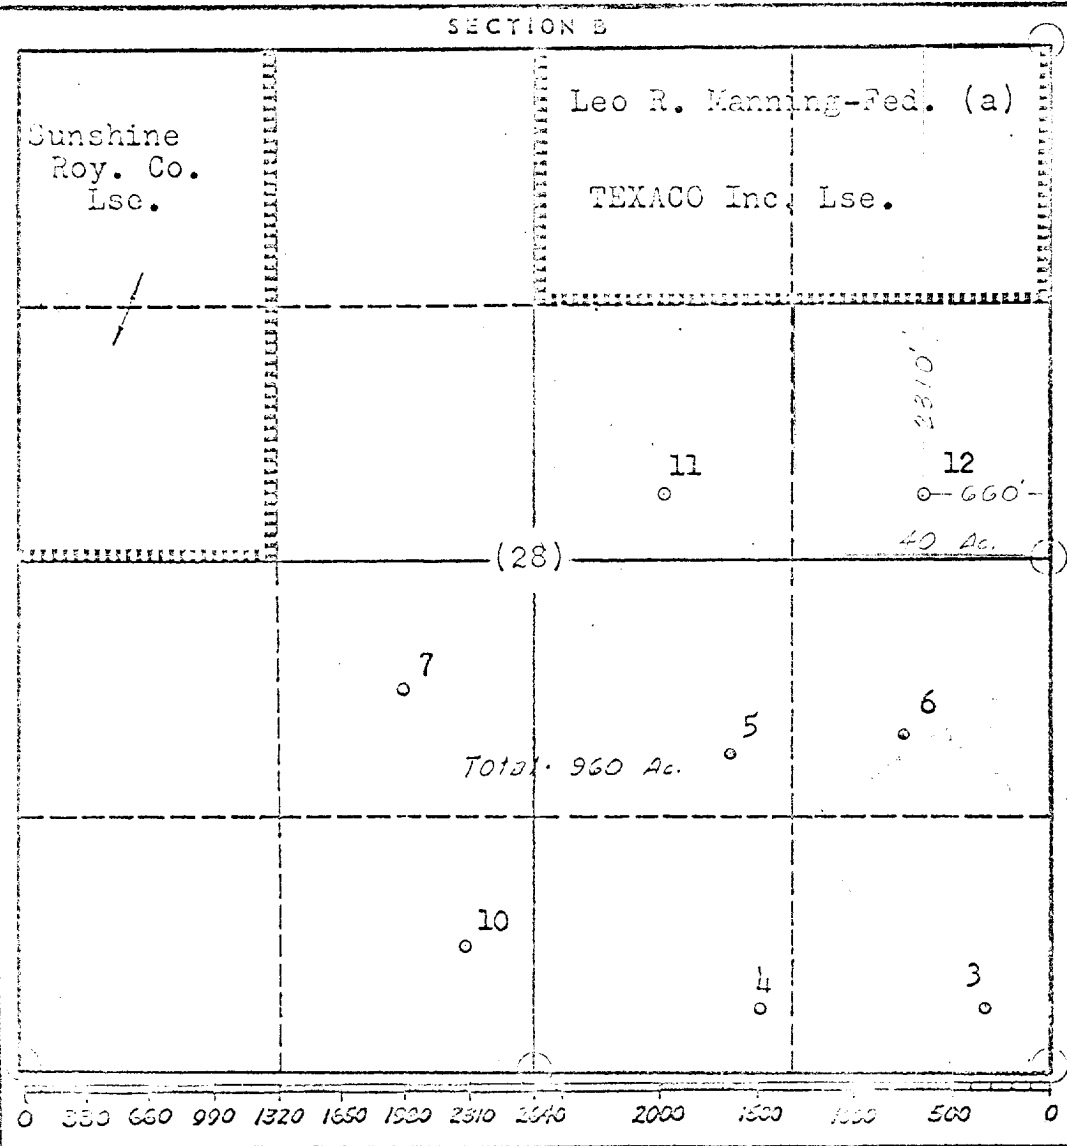 SECTION B
Leo R. Manning-Fed. (a)
Sunshine
Roy. Co.
Lse.
TEXACO Inc. Lse.
2310'
11
12
660'
40 Ac.
(28)
7
6
5
Total 960 Ac.
10
4
3
0 330 660 990 1320 1650 1980 2310 2640 2000 1500 1000 500 0